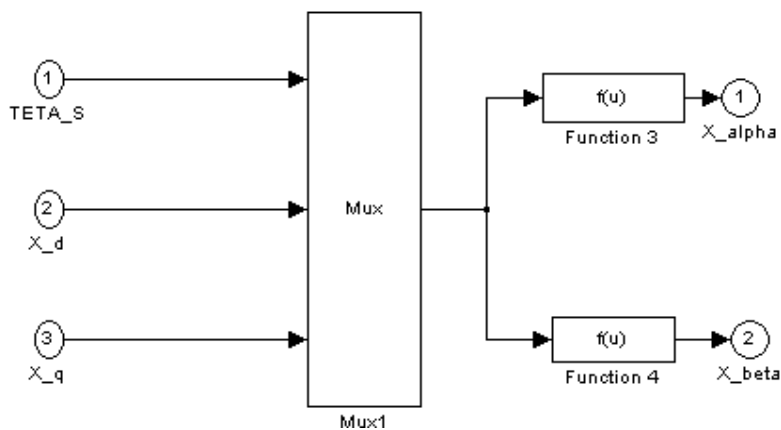 1
TETA_S
2
X_d
3
X_q
Mux
Mux1
f(u)
Function 3
1
X_alpha
f(u)
Function 4
2
X_beta